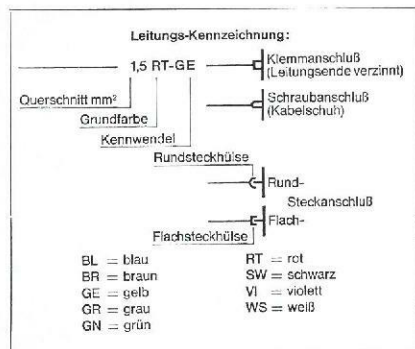 Leitungs-Kennzeichnung:
1,5 RT-GE
Klemmanschluß
(Leitungsende verzinnt)
Querschnitt mm²
Grundfarbe
Kennwendel
Schraubanschluß
(Kabelschuh)
Rundsteckhülse
Rund-
Steckanschluß
Flach-
Flachsteckhülse
BL = blau
BR = braun
GE = gelb
GR = grau
GN = grün
RT = rot
SW = schwarz
VI = violett
WS = weiß